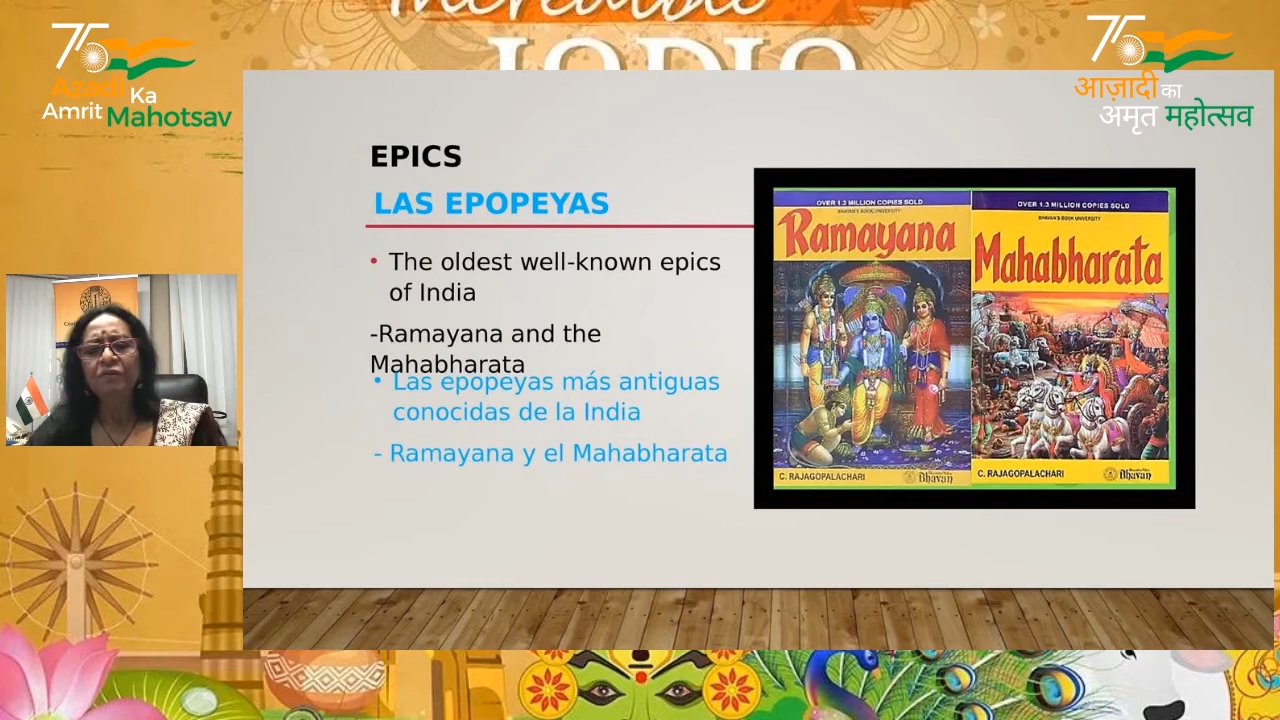 Incredible
INDIA
75
Azadi Ka
Amrit Mahotsav
75
आज़ादी का
अमृत महोत्सव
EPICS
LAS EPOPEYAS
• The oldest well-known epics
of India
-Ramayana and the
Mahabharata
• Las epopeyas más antiguas
conocidas de la India
- Ramayana y el Mahabharata
OVER 1.3 MILLION COPIES SOLD
BHAVAN'S BOOK UNIVERSITY
Ramayana
C. RAJAGOPALACHARI
Bhavan
OVER 1.3 MILLION COPIES SOLD
BHAVAN'S BOOK UNIVERSITY
Mahabharata
C. RAJAGOPALACHARI
Bhavan